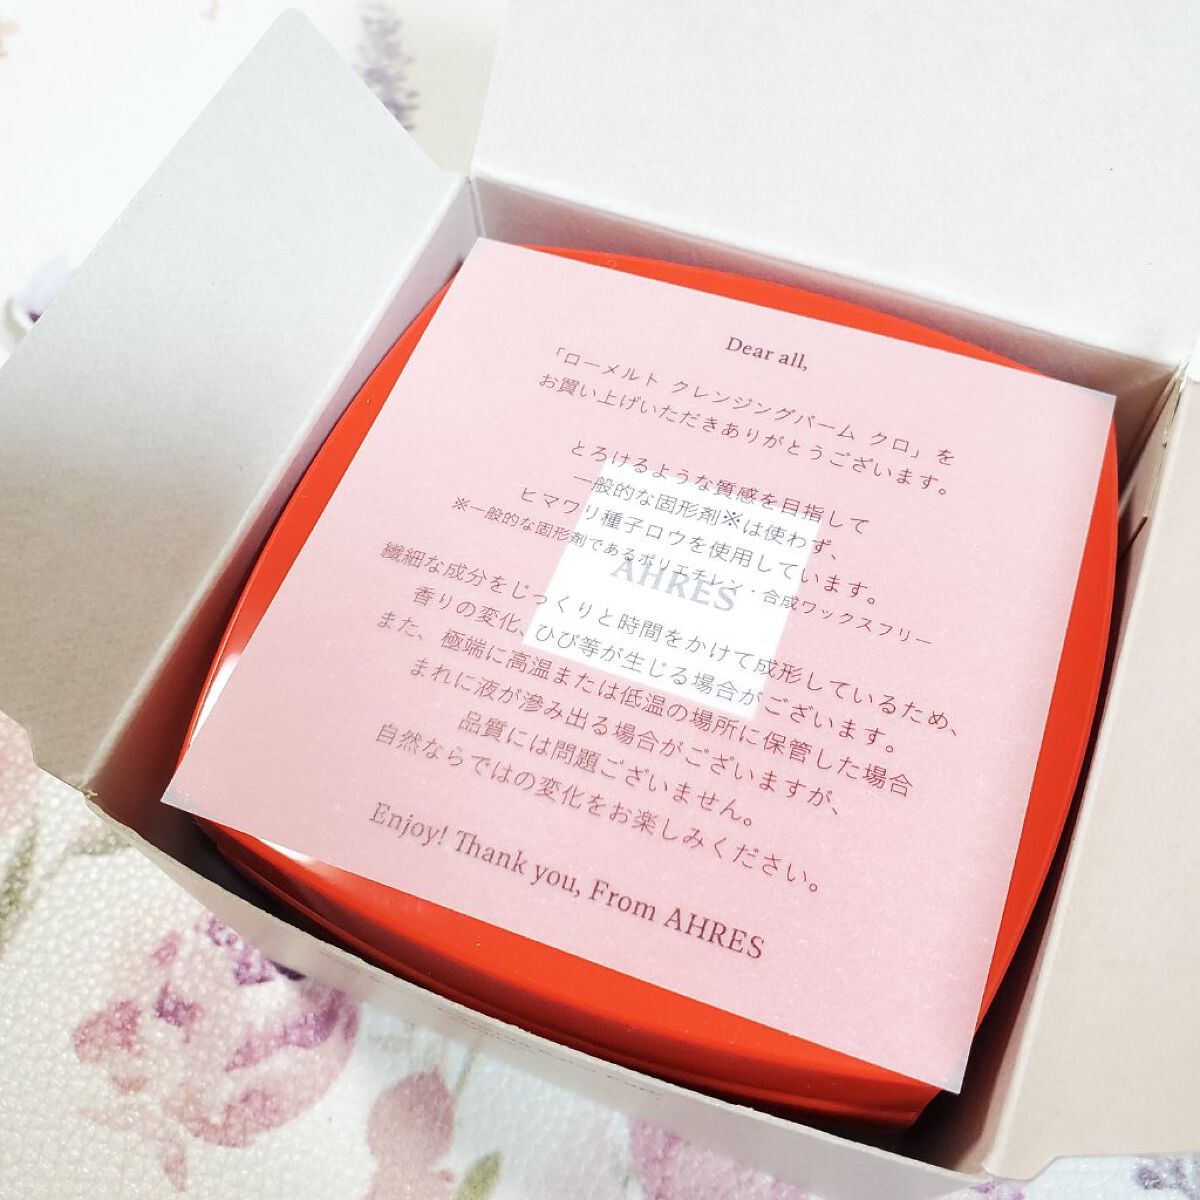 Dear all,
「ローメルト クレンジングバーム クロ」を
お買い上げいただきありがとうございます。
とろけるような質感を目指して
一般的な固形剤※は使わず、
ヒマワリ種子ロウを使用しています。
※一般的な固形剤であるポリエチレン・合成ワックスフリー
繊細な成分をじっくりと時間をかけて成形しているため、
香りの変化、ひび等が生じる場合がございます。
また、極端に高温または低温の場所に保管した場合
まれに液が滲み出る場合がございますが、
品質には問題ございません。
自然ならではの変化をお楽しみください。
Enjoy! Thank you, From AHRES
AHRES